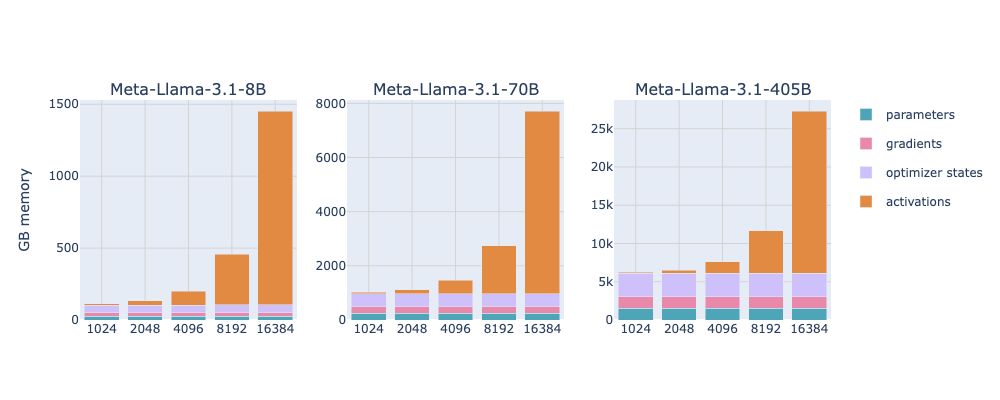 Meta-Llama-3.1-8B
Meta-Llama-3.1-70B
Meta-Llama-3.1-405B
GB memory
1500
1000
500
0
1024 2048 4096 8192 16384
8000
6000
4000
2000
0
1024 2048 4096 8192 16384
25k
20k
15k
10k
5k
0
1024 2048 4096 8192 16384
parameters
gradients
optimizer states
activations